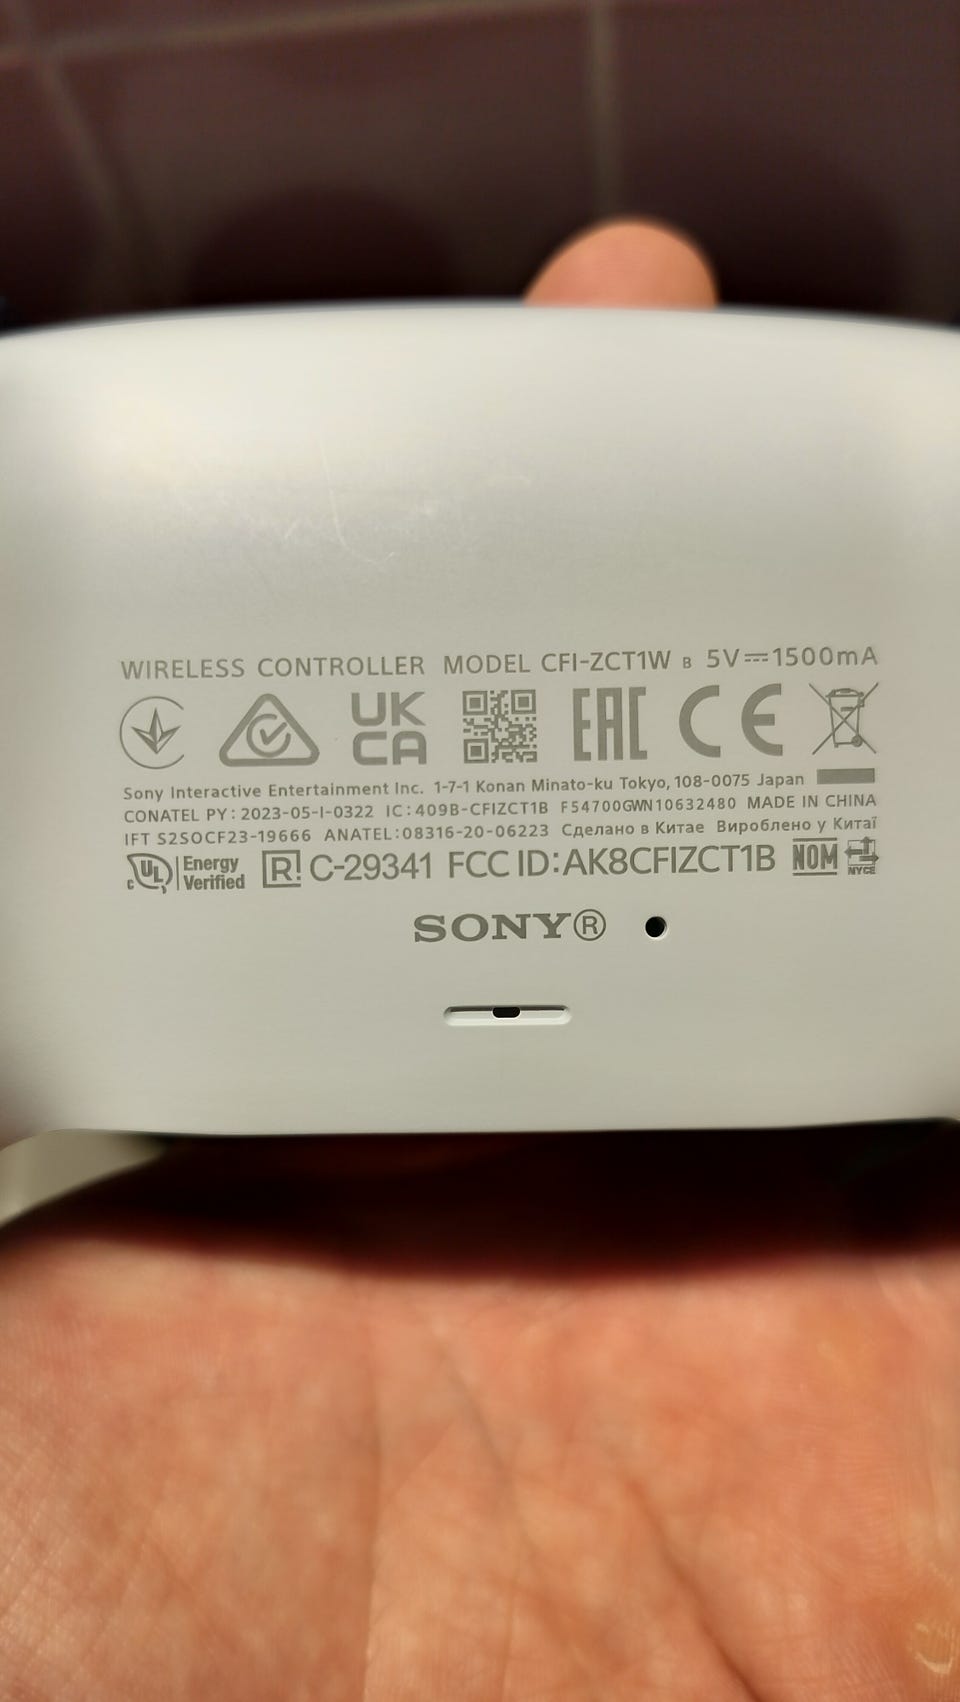 WIRELESS CONTROLLER MODEL CFI-ZCT1W B 5V⎓1500mA
UK
CA
EAC CE
Sony Interactive Entertainment Inc. 1-7-1 Konan Minato-ku Tokyo, 108-0075 Japan
CONATEL PY: 2023-05-I-0322 IC: 409B-CFIZCT1B F54700GWN10632480 MADE IN CHINA
IFT S2SOCF23-19666 ANATEL: 08316-20-06223 Сделано в Китае Вироблено у Китаї
c UL Energy
Verified
R! C-29341 FCC ID: AK8CFIZCT1B NOM
NYCE
SONY®